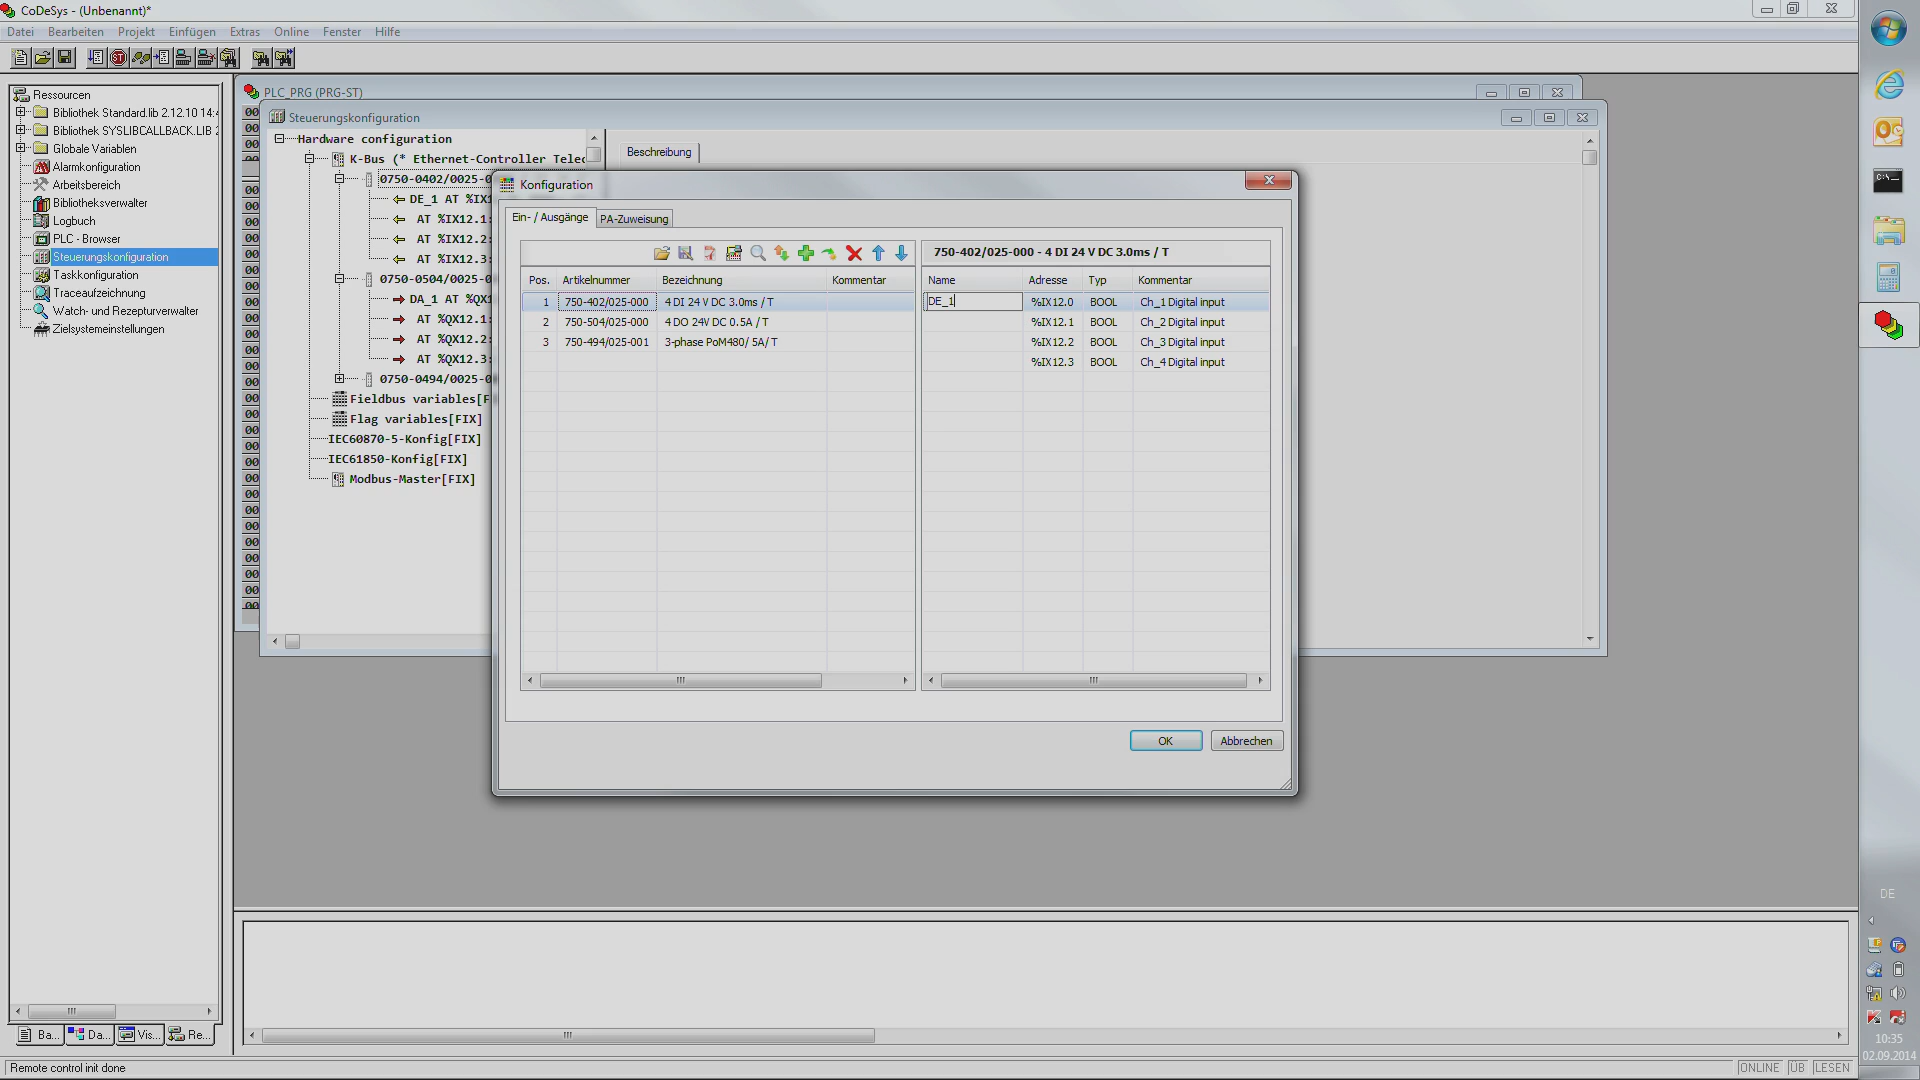 CoDeSys - (Unbenannt)*
Datei Bearbeiten Projekt Einfügen Extras Online Fenster Hilfe
Ressourcen
Bibliothek Standard.lib 2.12.10 14:4
Bibliothek SYSLIBCALLBACK.LIB 2
Globale Variablen
Alarmkonfiguration
Arbeitsbereich
Bibliotheksverwalter
Logbuch
PLC - Browser
Steuerungskonfiguration
Taskkonfiguration
Traceaufzeichnung
Watch- und Rezepturverwalter
Zielsystemeinstellungen
Ba... Da... Vis... Re...
PLC_PRG (PRG-ST)
Steuerungskonfiguration
Hardware configuration
K-Bus (* Ethernet-Controller Telec
0750-0402/0025-0
DE_1 AT %IX1
AT %IX12.1:
AT %IX12.2:
AT %IX12.3:
0750-0504/0025-0
DA_1 AT %QX1
AT %QX12.1:
AT %QX12.2:
AT %QX12.3:
0750-0494/0025-0
Fieldbus variables[F
Flag variables[FIX]
IEC60870-5-Konfig[FIX]
IEC61850-Konfig[FIX]
Modbus-Master[FIX]
Beschreibung
Konfiguration
Ein- / Ausgänge PA-Zuweisung
Pos. Artikelnummer Bezeichnung Kommentar
1 750-402/025-000 4 DI 24 V DC 3.0ms / T
2 750-504/025-000 4 DO 24V DC 0.5A / T
3 750-494/025-001 3-phase PoM480/ 5A/ T
750-402/025-000 - 4 DI 24 V DC 3.0ms / T
Name Adresse Typ Kommentar
DE_1 %IX12.0 BOOL Ch_1 Digital input
%IX12.1 BOOL Ch_2 Digital input
%IX12.2 BOOL Ch_3 Digital input
%IX12.3 BOOL Ch_4 Digital input
OK Abbrechen
Remote control init done
ONLINE ÜB LESEN
DE
10:35
02.09.2014